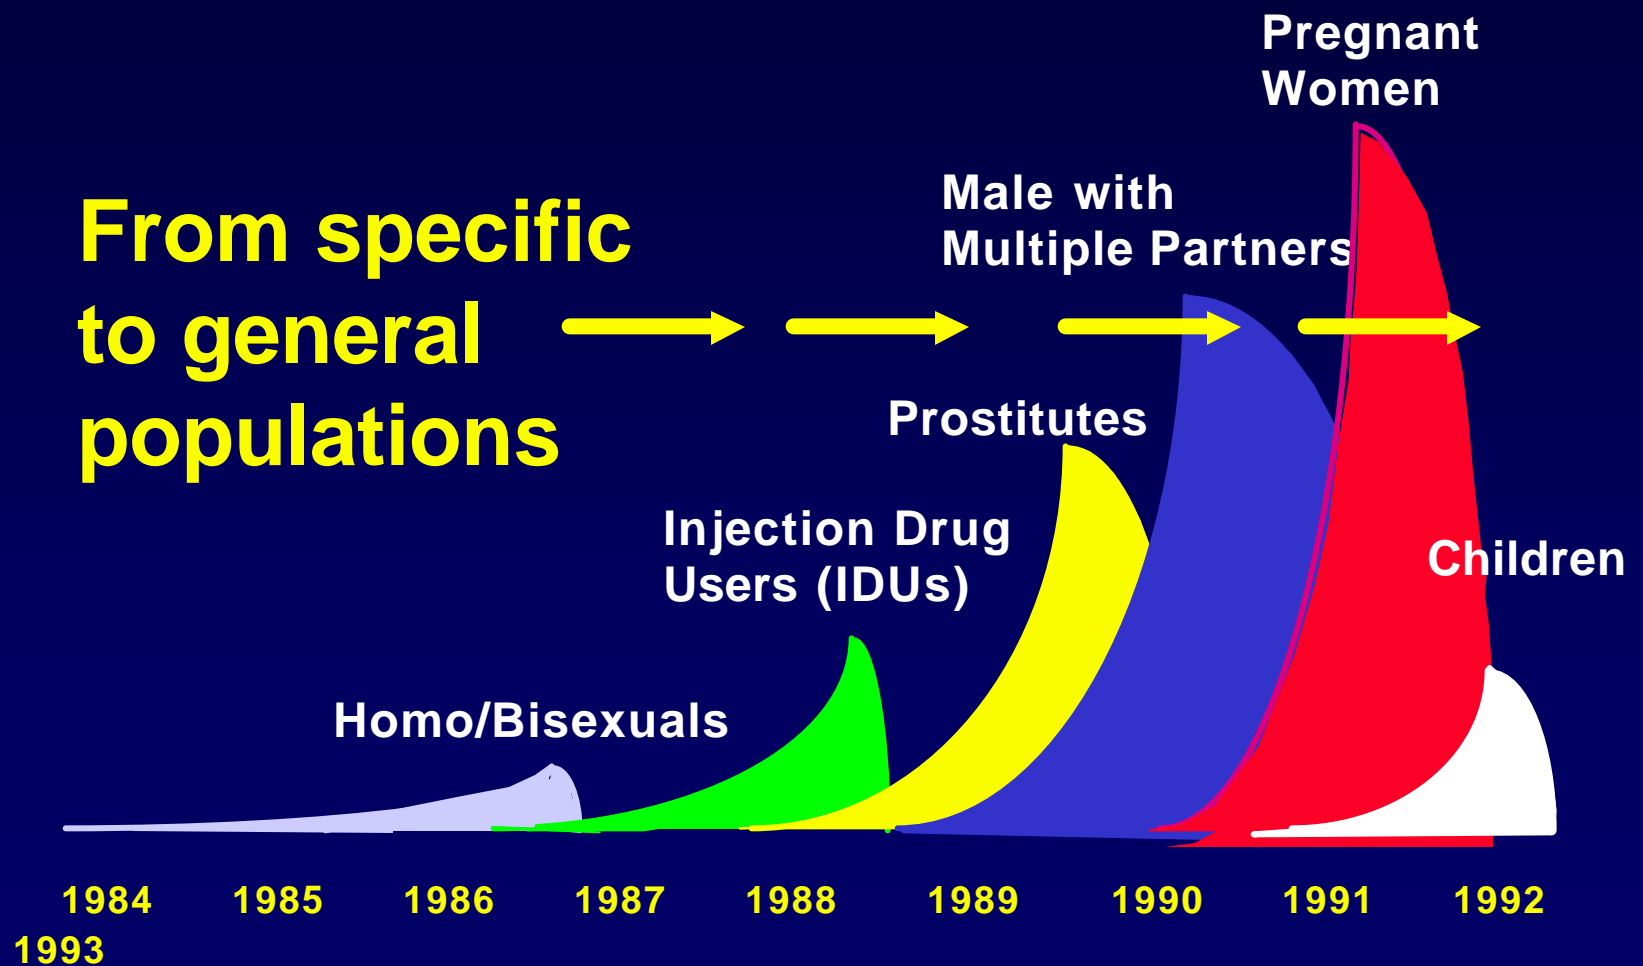 Pregnant
Women
Male with
Multiple Partners
From specific
to general
populations
Prostitutes
Injection Drug
Users (IDUs)
Children
Homo/Bisexuals
1984 1985 1986 1987 1988 1989 1990 1991 1992
1993